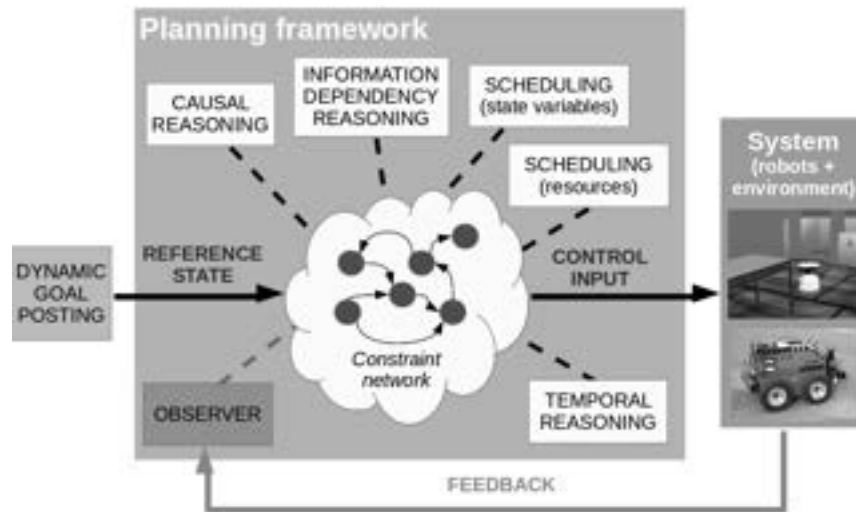 Planning framework
CAUSAL
REASONING
INFORMATION
DEPENDENCY
REASONING
SCHEDULING
(state variables)
SCHEDULING
(resources)
System
(robots +
environment)
DYNAMIC
GOAL
POSTING
REFERENCE
STATE
CONTROL
INPUT
Constraint
network
OBSERVER
TEMPORAL
REASONING
FEEDBACK